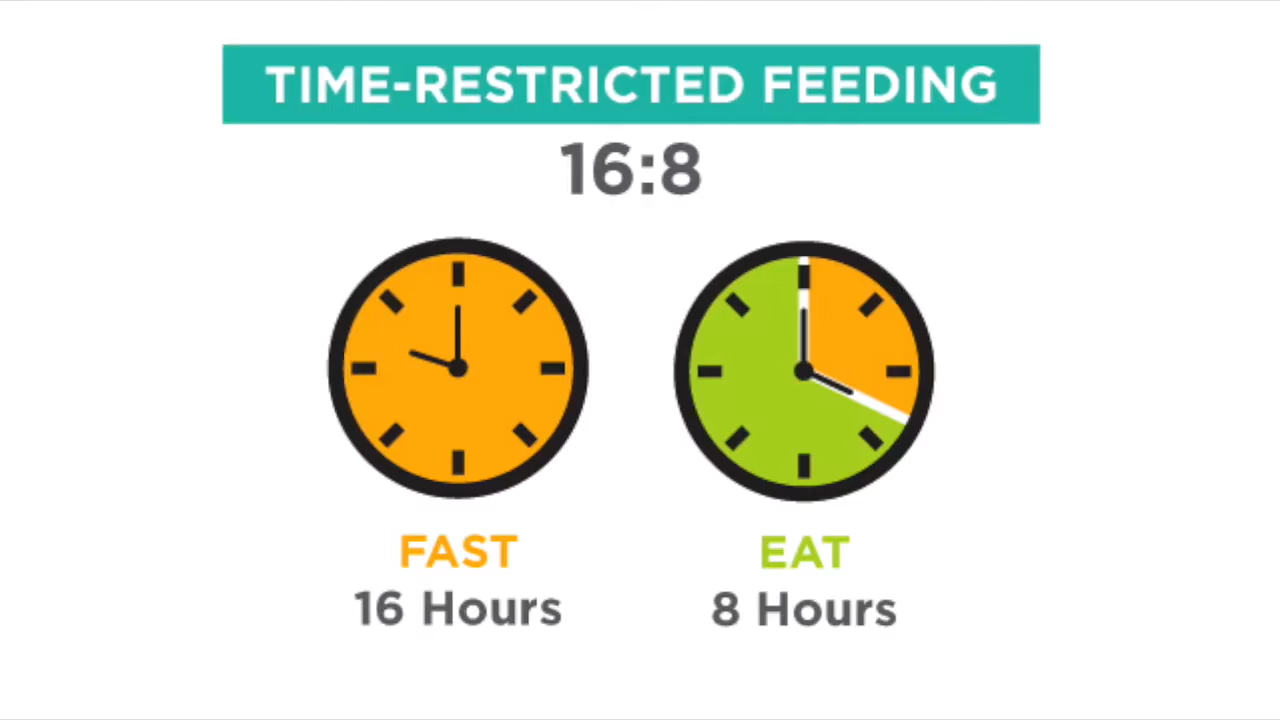 TIME-RESTRICTED FEEDING
16:8
FAST
16 Hours
EAT
8 Hours